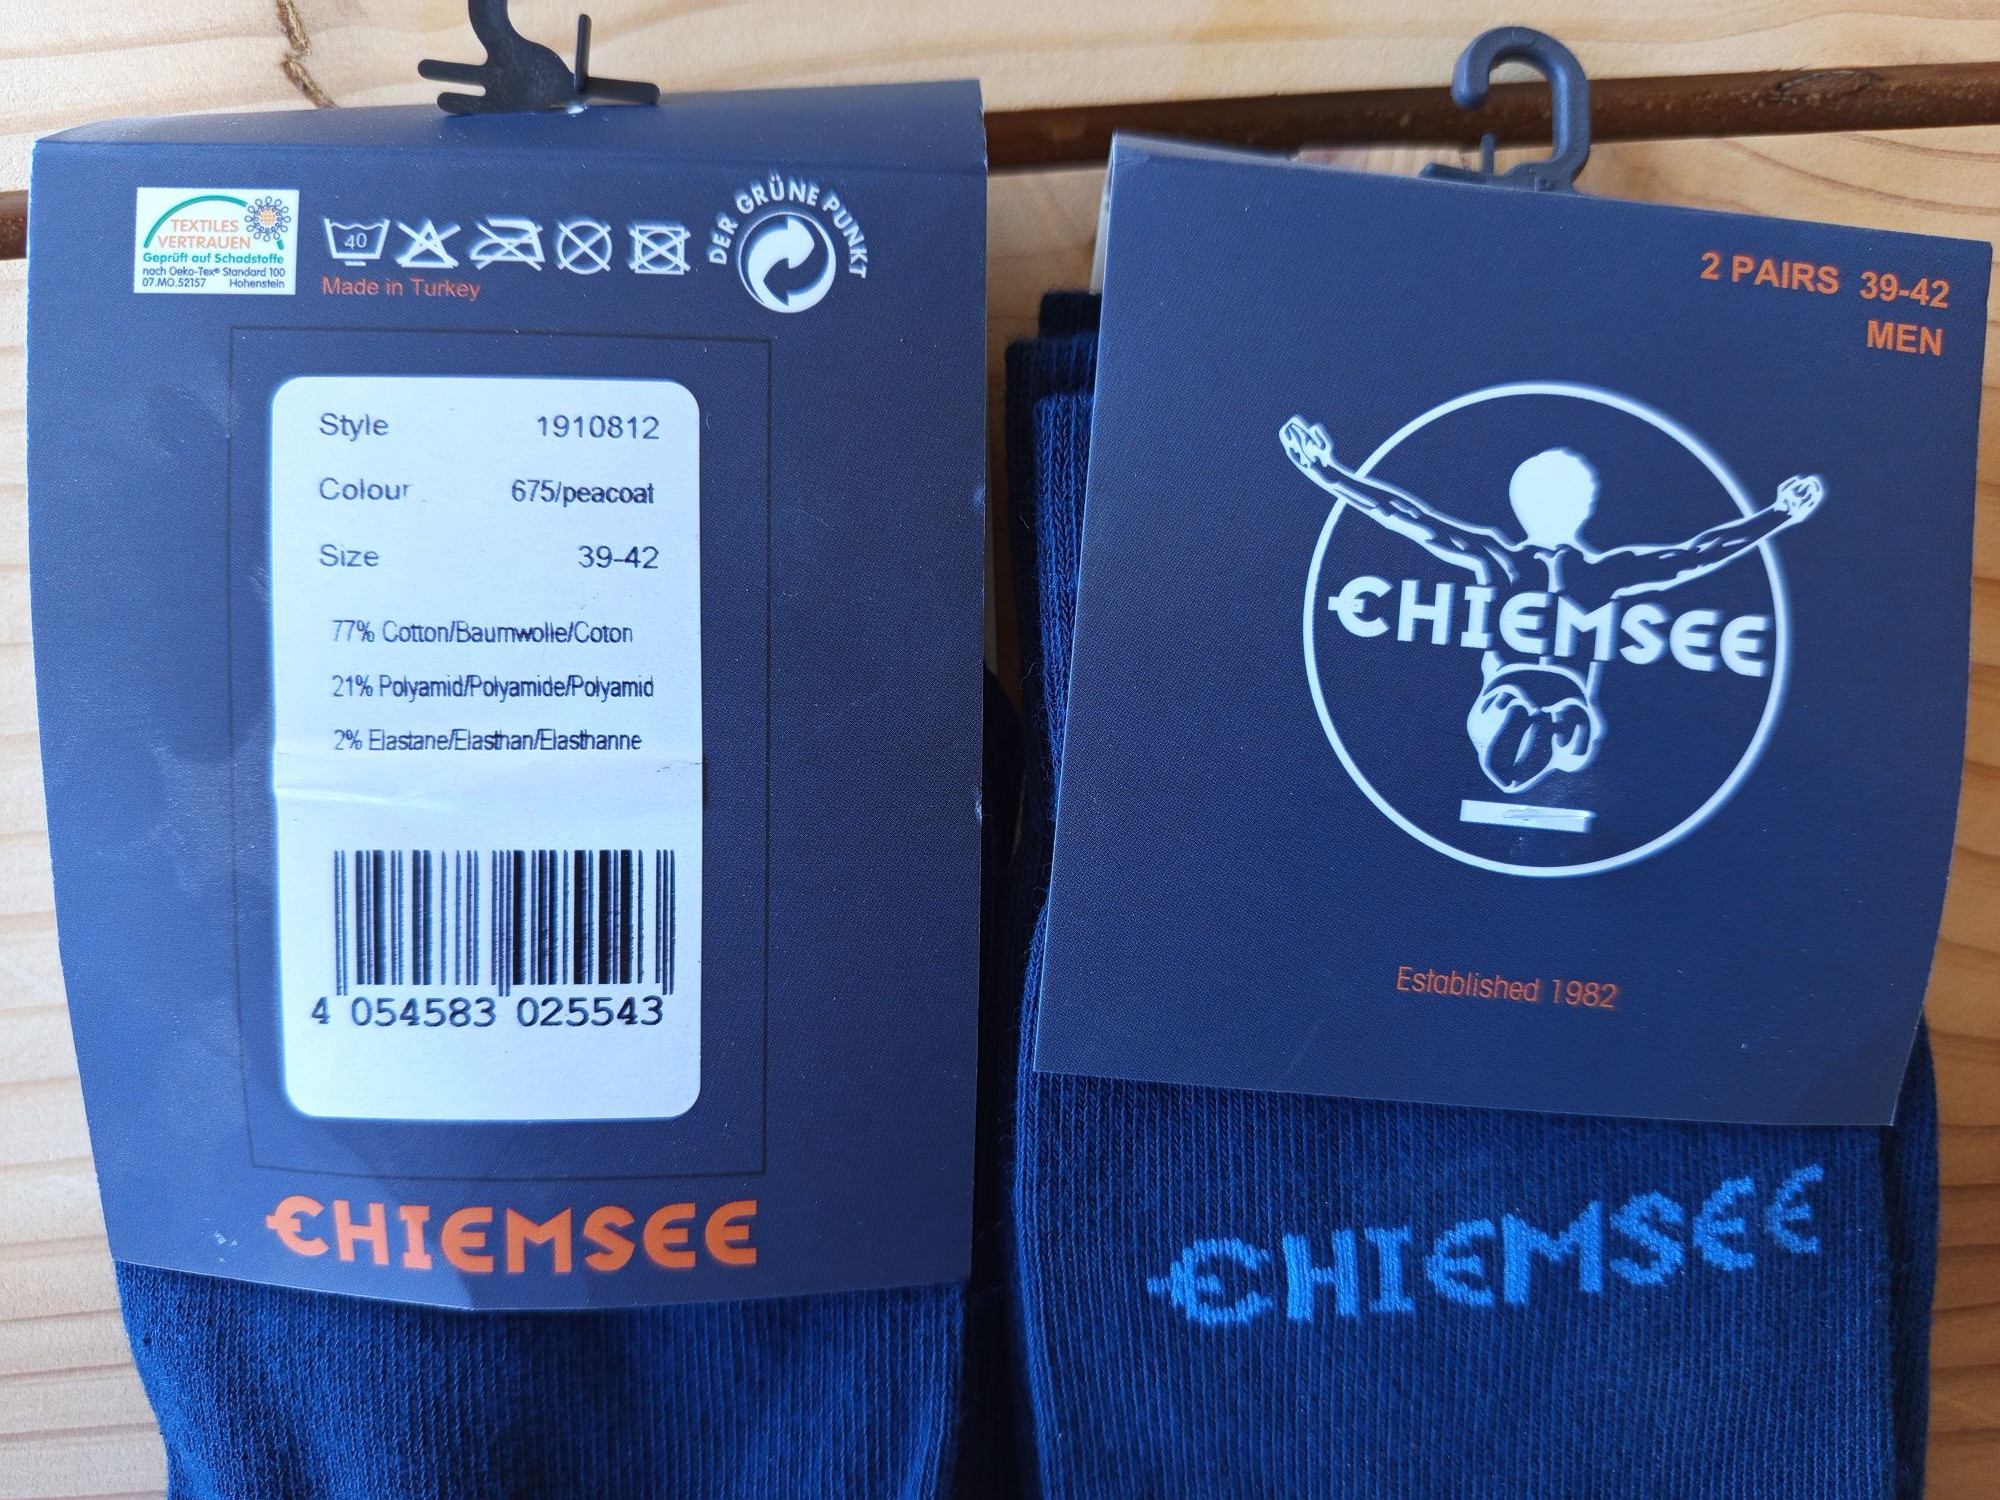 TEXTILES
VERTRAUEN
Geprüft auf Schadstoffe
nach Oeko-Tex® Standard 100
07.MO.52157 Hohenstein
40
Made in Turkey
DER GRÜNE PUNKT
Style 1910812
Colour 675/peacoat
Size 39-42
77% Cotton/Baumwolle/Coton
21% Polyamid/Polyamide/Polyamid
2% Elastane/Elasthan/Elasthanne
4 054583 025543
CHIEMSEE
2 PAIRS 39-42
MEN
CHIEMSEE
Established 1982
CHIEMSEE